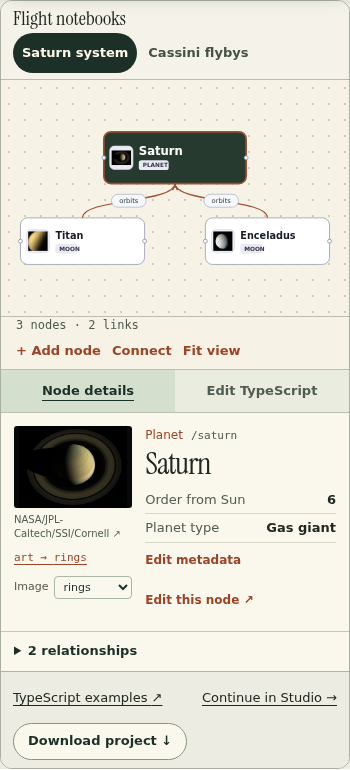 Flight notebooks
Saturn system
Cassini flybys
Saturn
PLANET
orbits
orbits
Titan
MOON
Enceladus
MOON
3 nodes · 2 links
+ Add node Connect Fit view
Node details
Edit TypeScript
NASA/JPL-
Caltech/SSI/Cornell ↗
art → rings
Image rings
Planet /saturn
Saturn
Order from Sun 6
Planet type Gas giant
Edit metadata
Edit this node ↗
▶ 2 relationships
TypeScript examples ↗
Continue in Studio →
Download project ↓